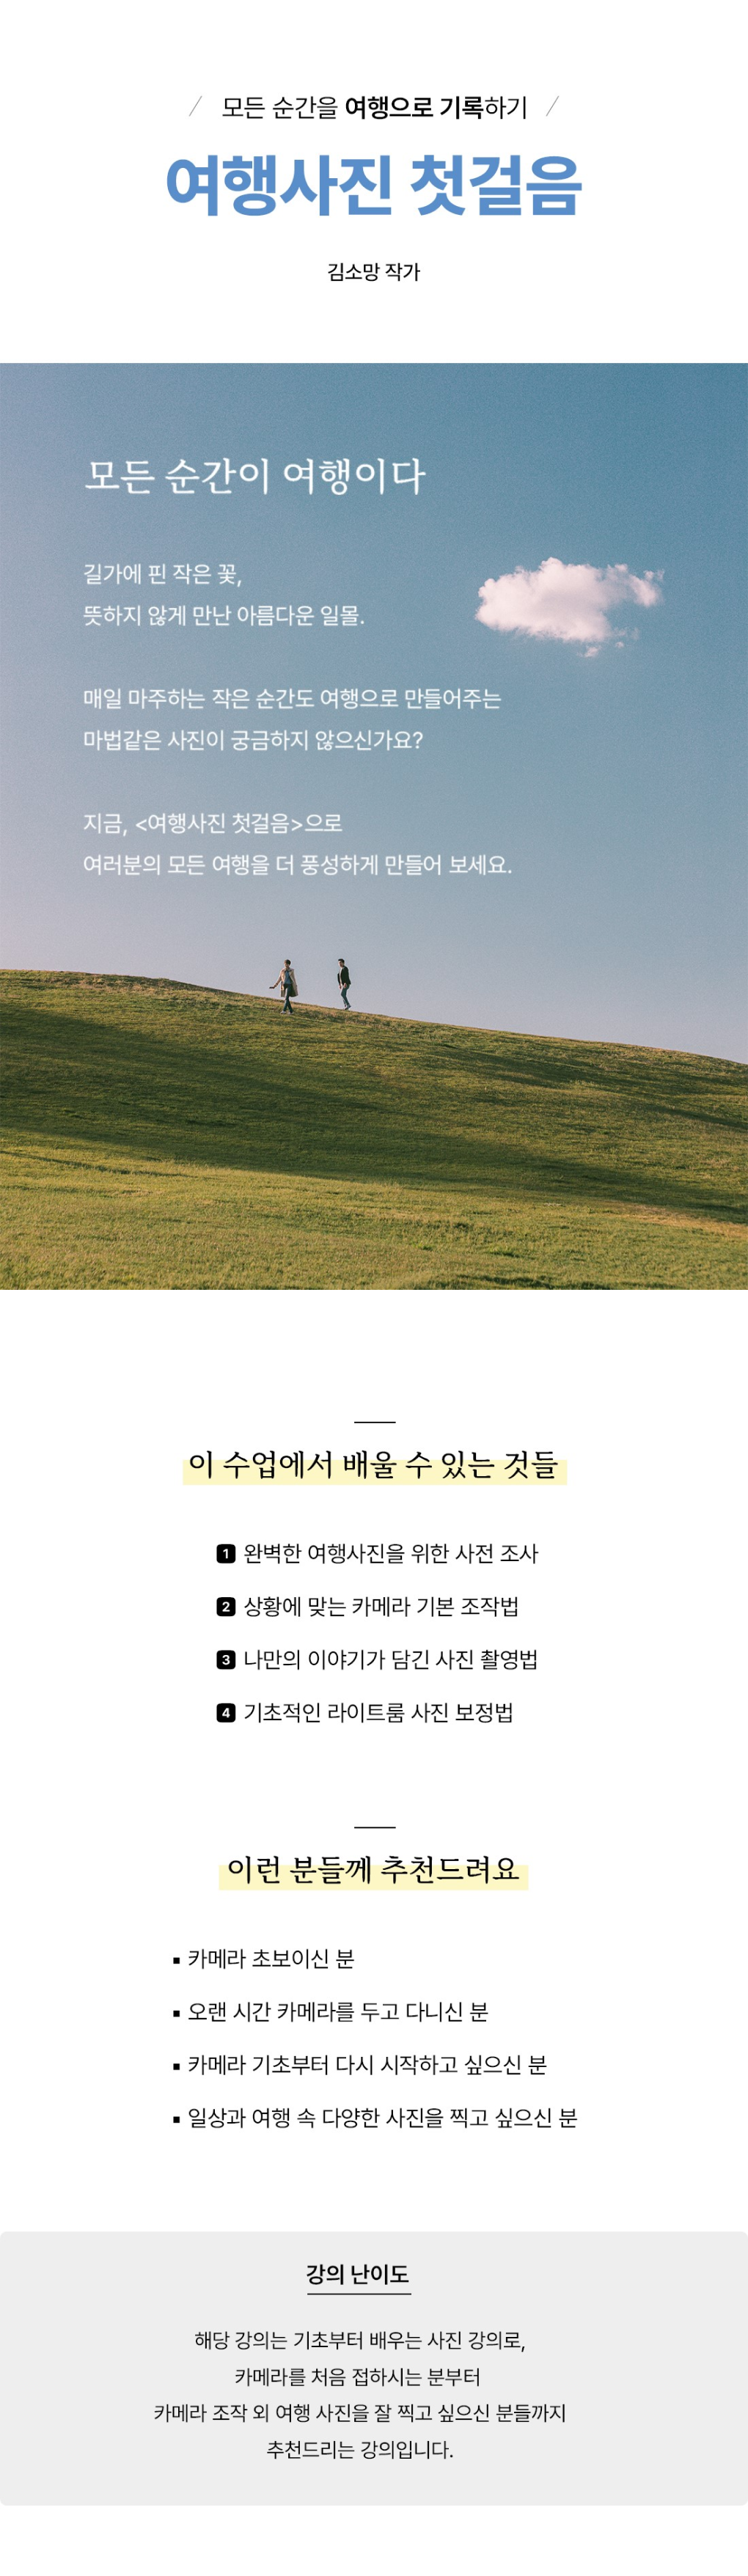 모든 순간을 여행으로 기록하기
여행사진 첫걸음
김소망 작가
모든 순간이 여행이다
길가에 핀 작은 꽃,
뜻하지 않게 만난 아름다운 일몰.
매일 마주하는 작은 순간도 여행으로 만들어주는
마법같은 사진이 궁금하지 않으신가요?
지금, <여행사진 첫걸음>으로
여러분의 모든 여행을 더 풍성하게 만들어 보세요.
이 수업에서 배울 수 있는 것들
1 완벽한 여행사진을 위한 사전 조사
2 상황에 맞는 카메라 기본 조작법
3 나만의 이야기가 담긴 사진 촬영법
4 기초적인 라이트룸 사진 보정법
이런 분들께 추천드려요
▪ 카메라 초보이신 분
▪ 오랜 시간 카메라를 두고 다니신 분
▪ 카메라 기초부터 다시 시작하고 싶으신 분
▪ 일상과 여행 속 다양한 사진을 찍고 싶으신 분
강의 난이도
해당 강의는 기초부터 배우는 사진 강의로,
카메라를 처음 접하시는 분부터
카메라 조작 외 여행 사진을 잘 찍고 싶으신 분들까지
추천드리는 강의입니다.